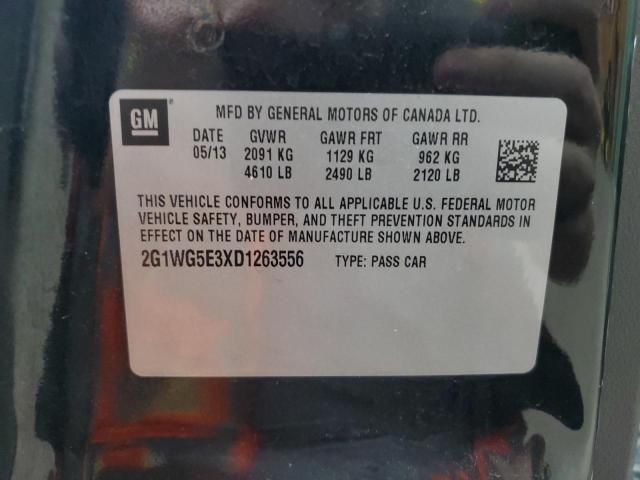 GM
MFD BY GENERAL MOTORS OF CANADA LTD.
DATE GVWR GAWR FRT GAWR RR
05/13 2091 KG 1129 KG 962 KG
4610 LB 2490 LB 2120 LB
THIS VEHICLE CONFORMS TO ALL APPLICABLE U.S. FEDERAL MOTOR
VEHICLE SAFETY, BUMPER, AND THEFT PREVENTION STANDARDS IN
EFFECT ON THE DATE OF MANUFACTURE SHOWN ABOVE.
2G1WG5E3XD1263556 TYPE: PASS CAR